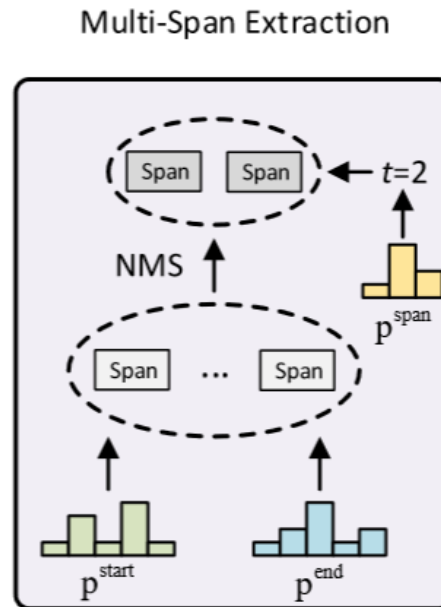 Multi-Span Extraction
Span Span t=2
NMS
p^span
Span ... Span
p^start p^end